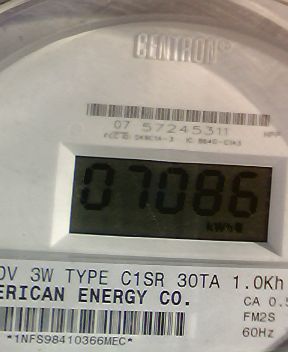 CENTRON®
07 57245311
07086
kWh
0V 3W TYPE C1SR 30TA 1.0Kh
ERICAN ENERGY CO.
CA 0.5
FM2S
60Hz
*1NFS98410366MEC*